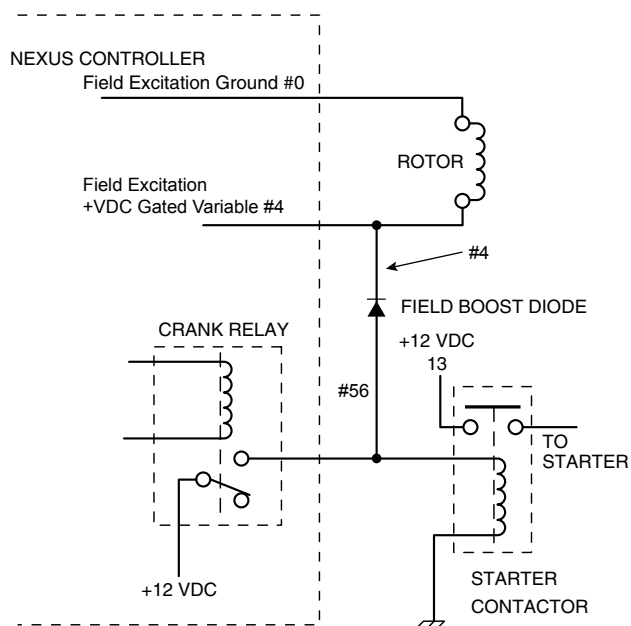 NEXUS CONTROLLER
Field Excitation Ground #0
ROTOR
Field Excitation
+VDC Gated Variable #4
#4
FIELD BOOST DIODE
CRANK RELAY
+12 VDC
13
#56
TO
STARTER
+12 VDC
STARTER
CONTACTOR